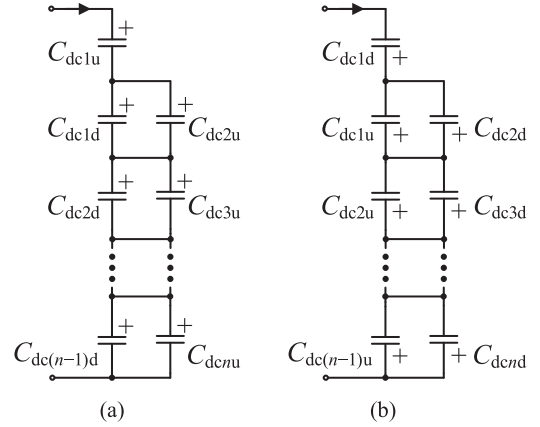 + 
C_dc1u C_dc1d +
+ +
C_dc1d C_dc2u C_dc1u + + C_dc2d
+ +
C_dc2d C_dc3u C_dc2u + + C_dc3d
+ +
C_dc(n−1)d C_dcnu C_dc(n−1)u + + C_dcnd
(a) (b)